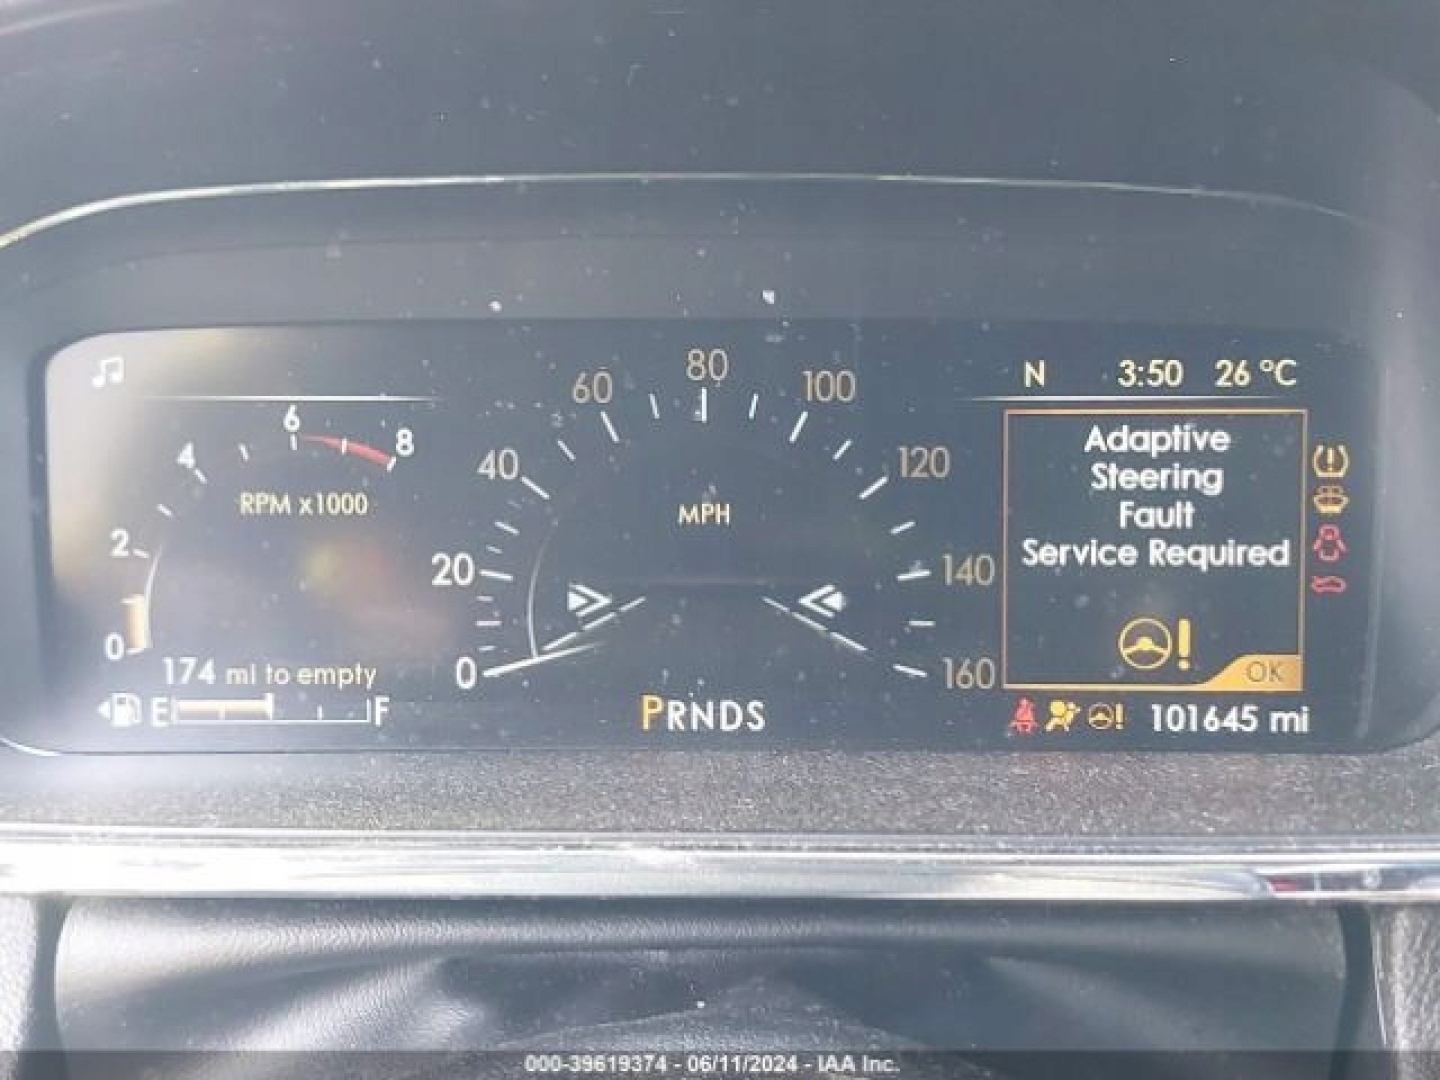 N 3:50 26 °C
80
60 100
6
4 8
40 120
RPM x1000
MPH
2
20 140
0
0 160
174 mi to empty
E F
PRNDS
Adaptive
Steering
Fault
Service Required
OK
101645 mi
000-39619374 - 06/11/2024 - IAA Inc.